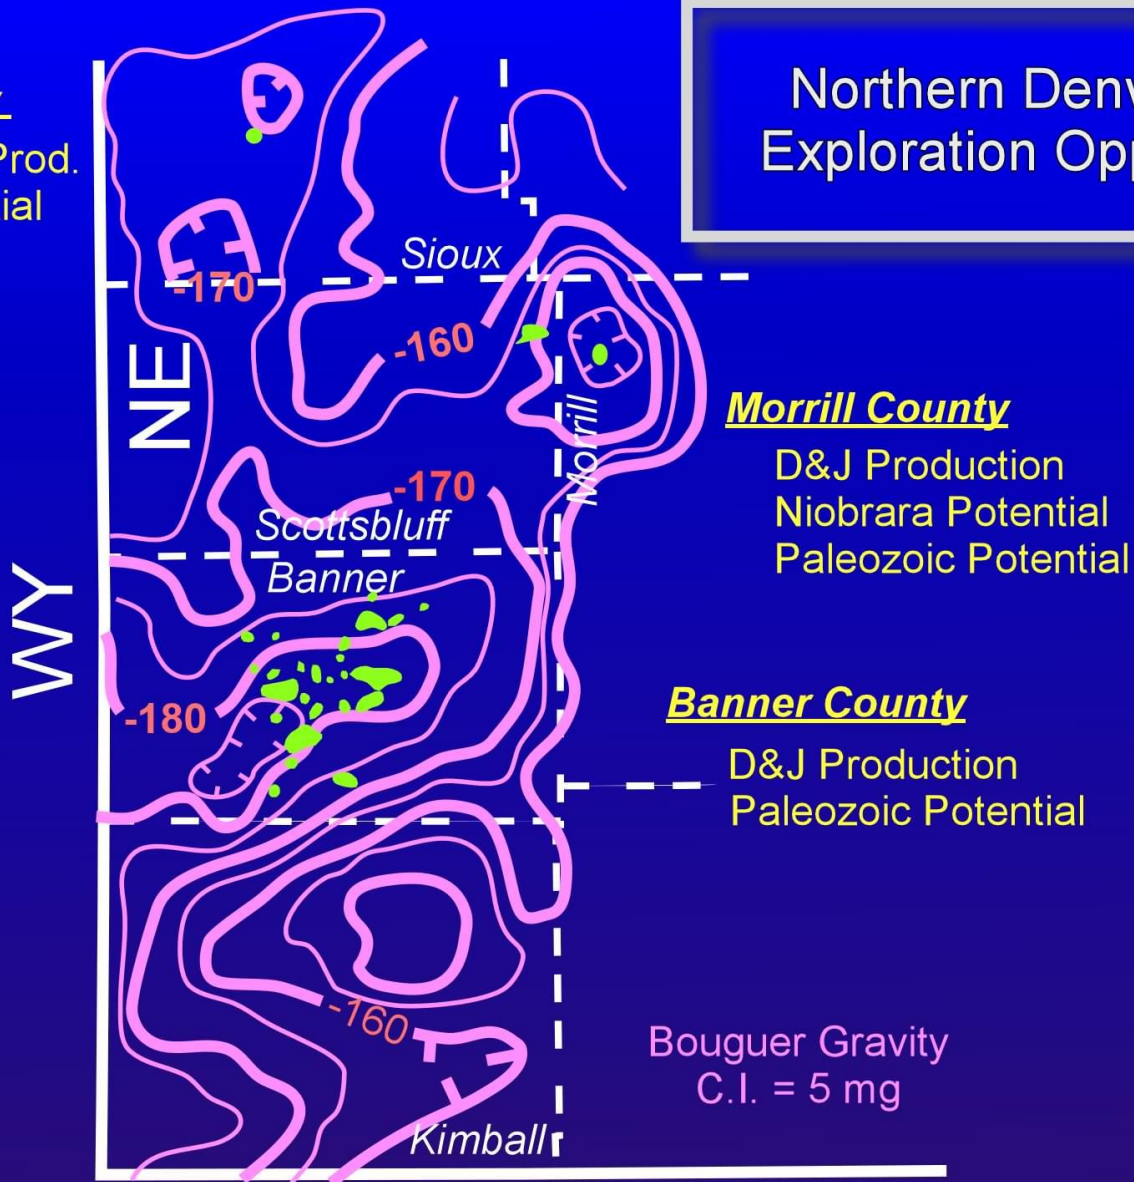 Northern Denv
Exploration Opp
Prod.
ial
Sioux
-170
-160
NE
Morrill
Morrill County
D&J Production
Niobrara Potential
Paleozoic Potential
-170
Scottsbluff
Banner
WY
-180
Banner County
D&J Production
Paleozoic Potential
-160
Bouguer Gravity
C.I. = 5 mg
Kimball